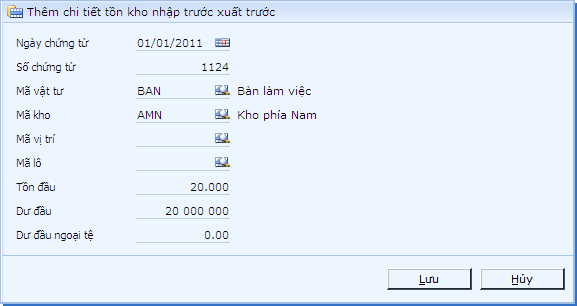 Thêm chi tiết tồn kho nhập trước xuất trước
Ngày chứng từ 01/01/2011
Số chứng từ 1124
Mã vật tư BAN Bàn làm việc
Mã kho AMN Kho phía Nam
Mã vị trí
Mã lô
Tồn đầu 20.000
Dư đầu 20 000 000
Dư đầu ngoại tệ 0.00
Lưu Hủy